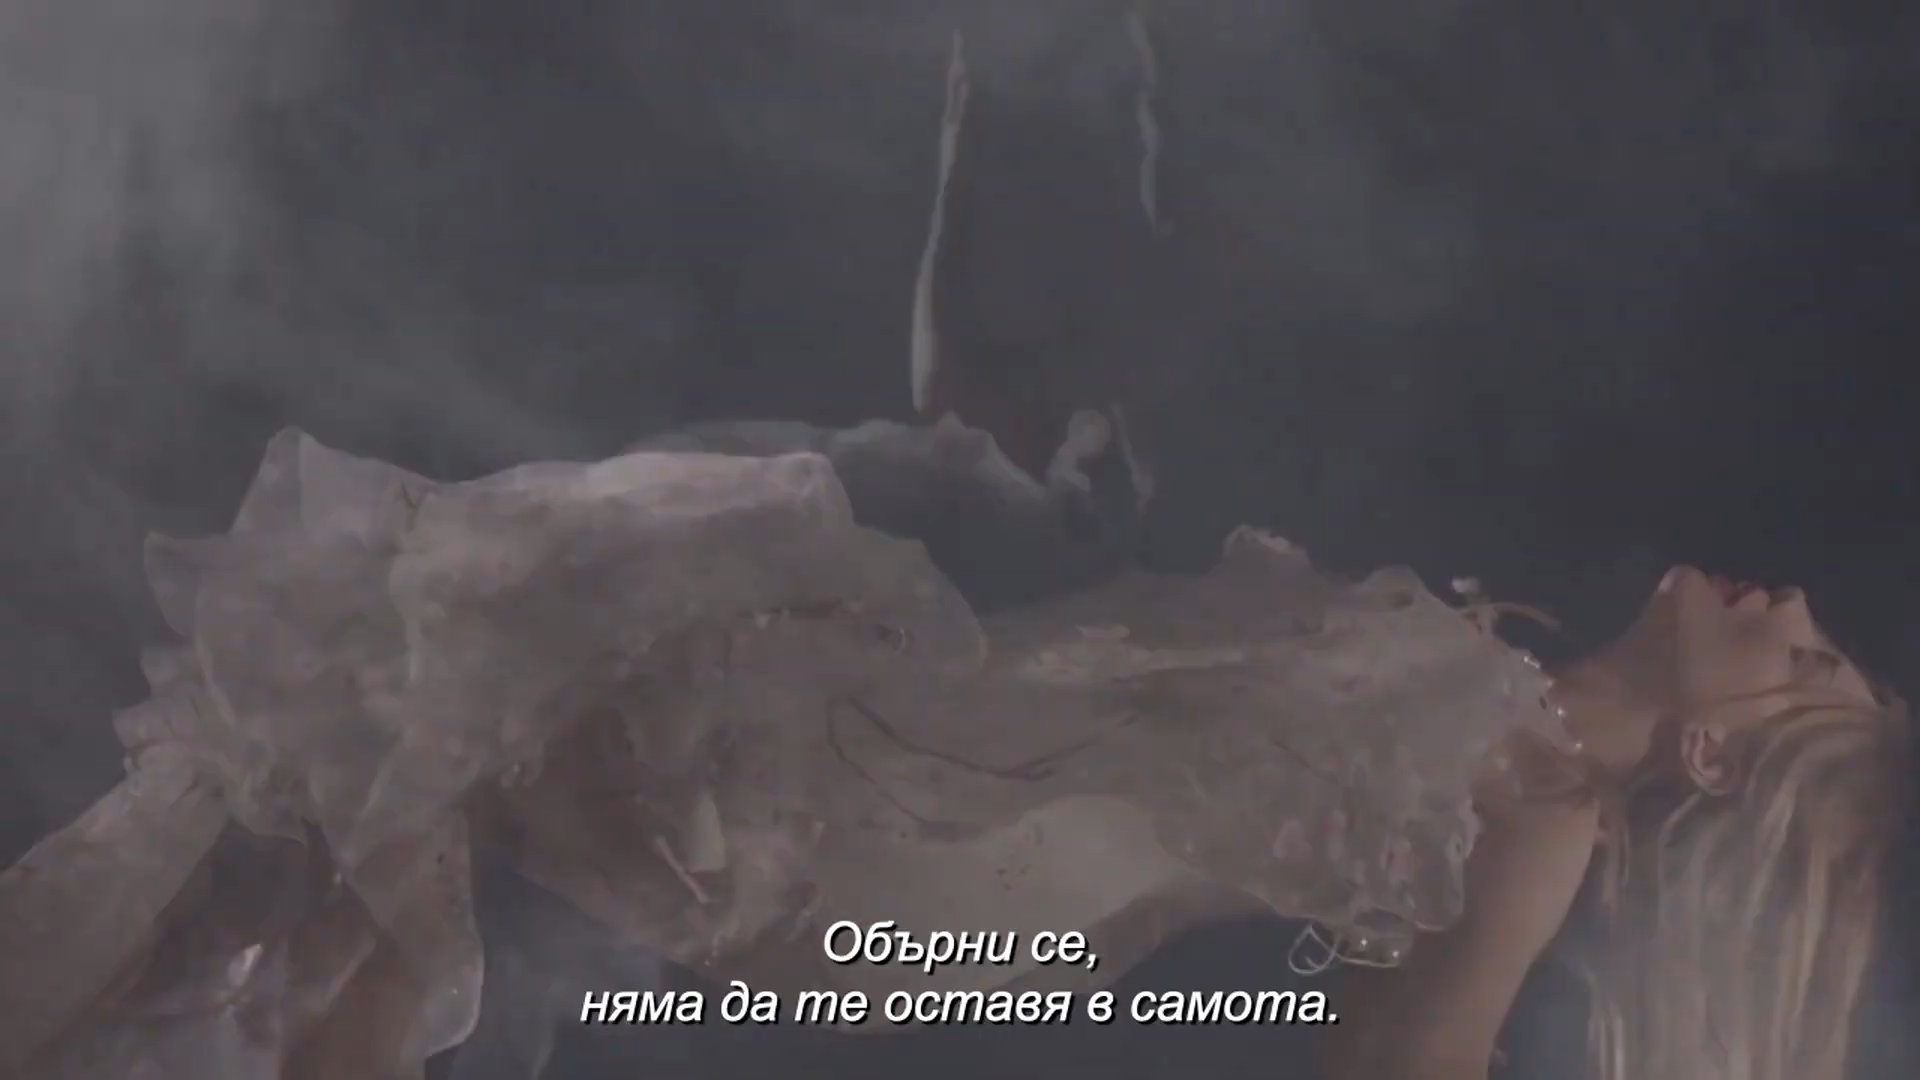 Обърни се,
няма да те оставя в самота.